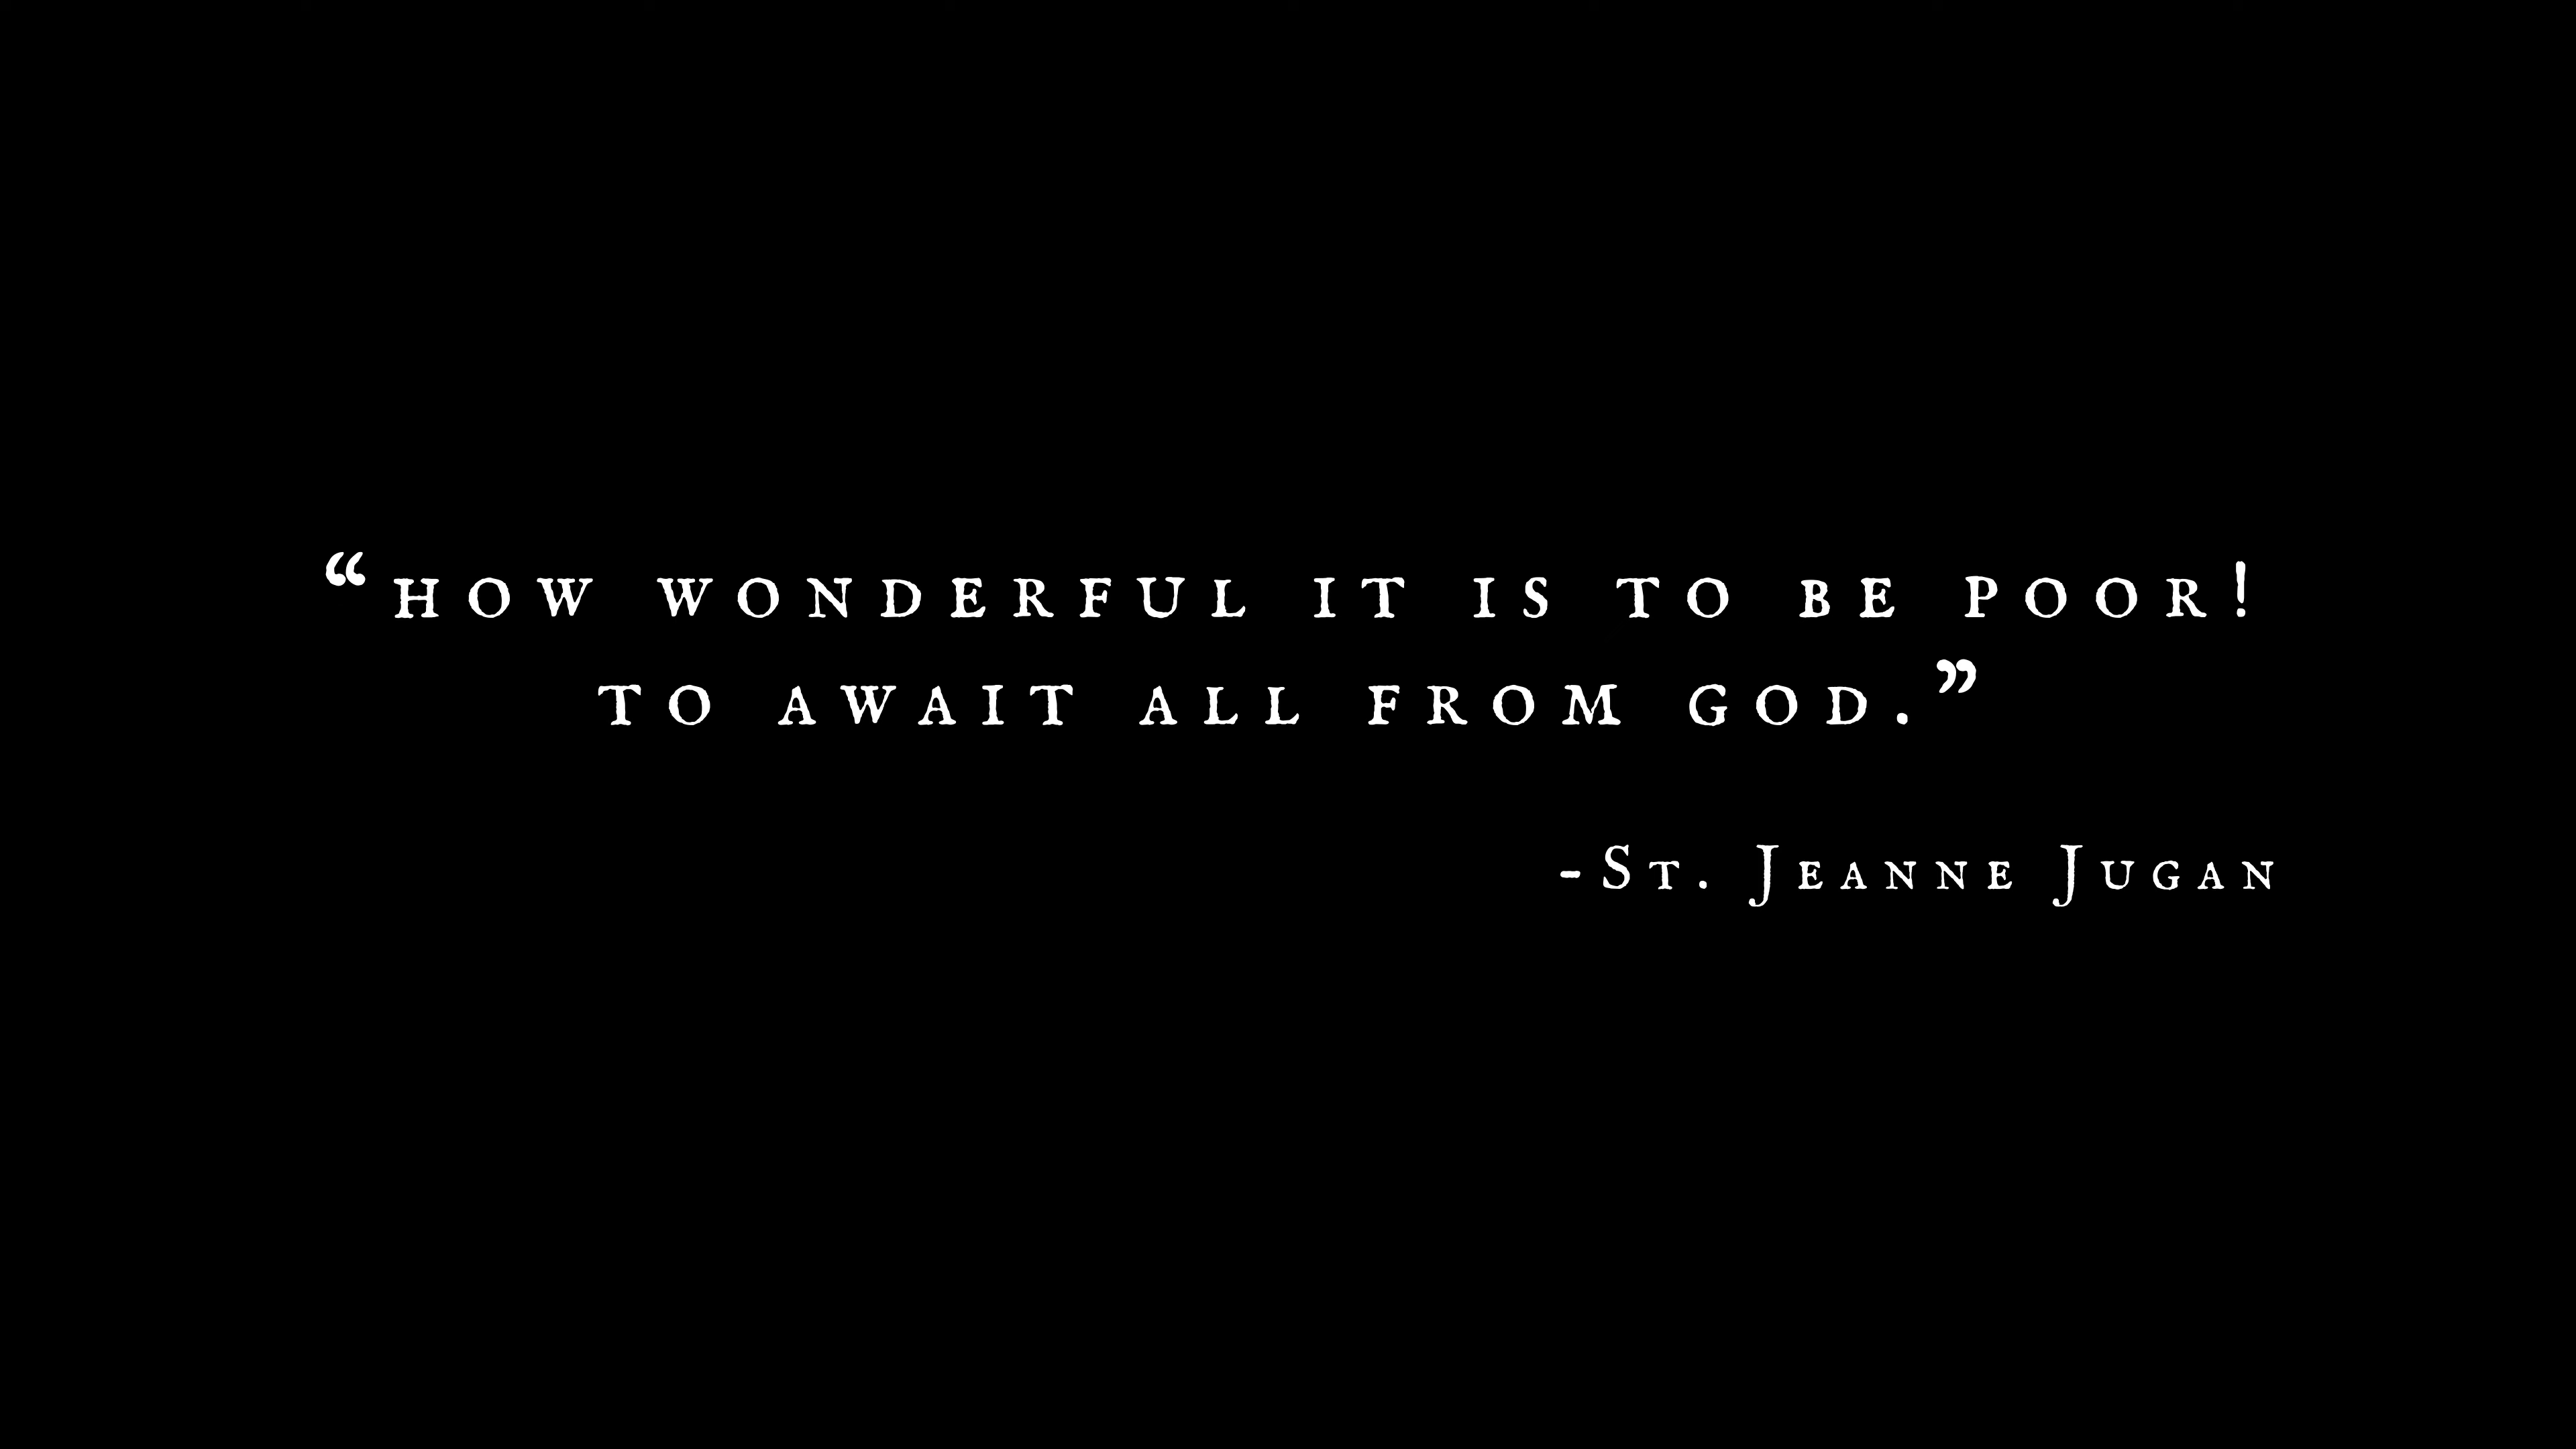 “HOW WONDERFUL IT IS TO BE POOR!
TO AWAIT ALL FROM GOD.”
-St. Jeanne Jugan